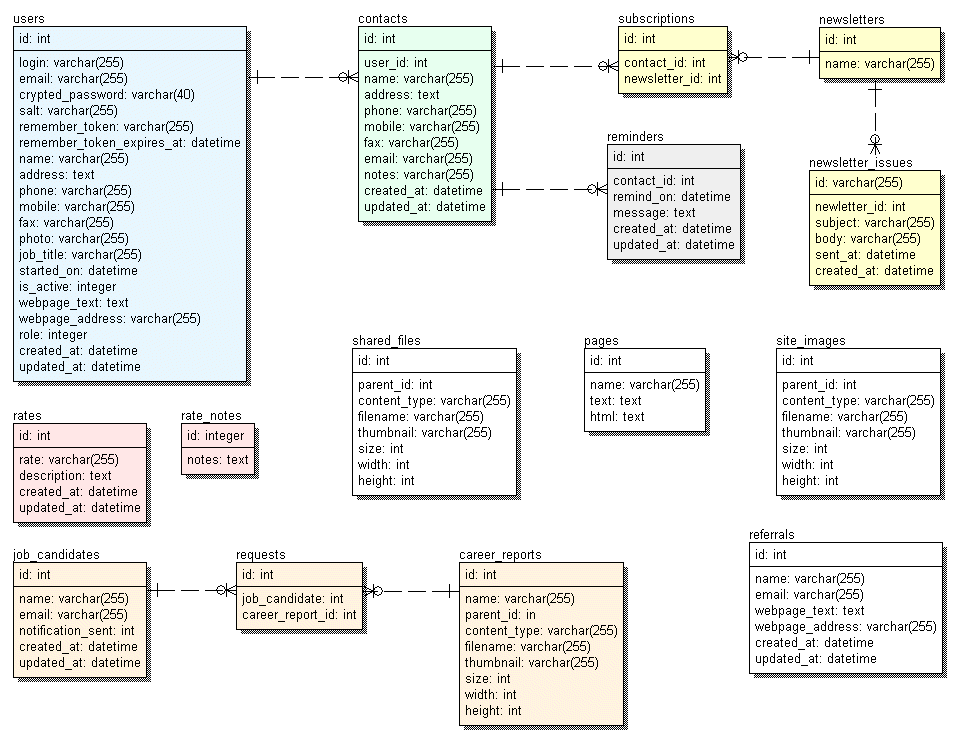 users
id: int
login: varchar(255)
email: varchar(255)
crypted_password: varchar(40)
salt: varchar(255)
remember_token: varchar(255)
remember_token_expires_at: datetime
name: varchar(255)
address: text
phone: varchar(255)
mobile: varchar(255)
fax: varchar(255)
photo: varchar(255)
job_title: varchar(255)
started_on: datetime
is_active: integer
webpage_text: text
webpage_address: varchar(255)
role: integer
created_at: datetime
updated_at: datetime
contacts
id: int
user_id: int
name: varchar(255)
address: text
phone: varchar(255)
mobile: varchar(255)
fax: varchar(255)
email: varchar(255)
notes: varchar(255)
created_at: datetime
updated_at: datetime
subscriptions
id: int
contact_id: int
newsletter_id: int
newsletters
id: int
name: varchar(255)
reminders
id: int
contact_id: int
remind_on: datetime
message: text
created_at: datetime
updated_at: datetime
newsletter_issues
id: varchar(255)
newletter_id: int
subject: varchar(255)
body: varchar(255)
sent_at: datetime
created_at: datetime
shared_files
id: int
parent_id: int
content_type: varchar(255)
filename: varchar(255)
thumbnail: varchar(255)
size: int
width: int
height: int
pages
id: int
name: varchar(255)
text: text
html: text
site_images
id: int
parent_id: int
content_type: varchar(255)
filename: varchar(255)
thumbnail: varchar(255)
size: int
width: int
height: int
rates
id: int
rate: varchar(255)
description: text
created_at: datetime
updated_at: datetime
rate_notes
id: integer
notes: text
job_candidates
id: int
name: varchar(255)
email: varchar(255)
notification_sent: int
created_at: datetime
updated_at: datetime
requests
id: int
job_candidate: int
career_report_id: int
career_reports
id: int
name: varchar(255)
parent_id: in
content_type: varchar(255)
filename: varchar(255)
thumbnail: varchar(255)
size: int
width: int
height: int
referrals
id: int
name: varchar(255)
email: varchar(255)
webpage_text: text
webpage_address: varchar(255)
created_at: datetime
updated_at: datetime